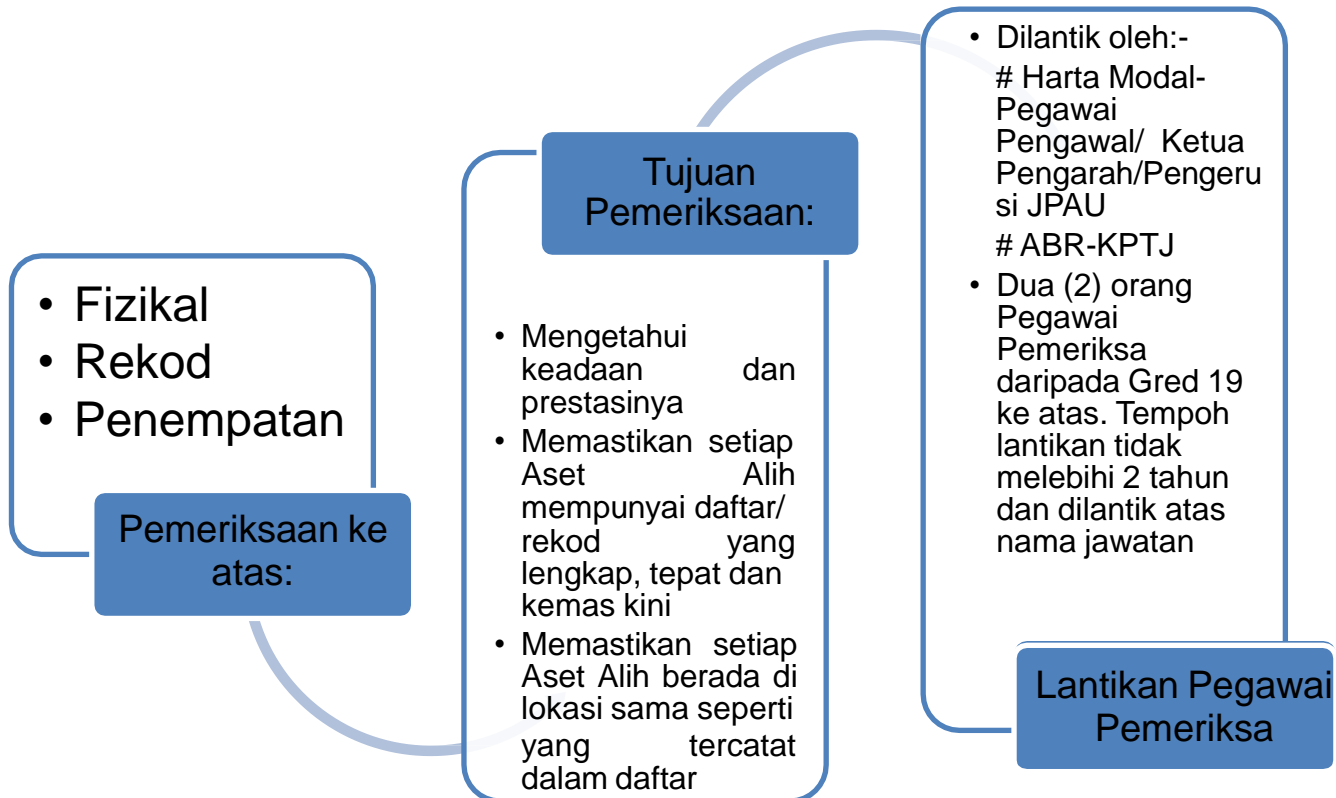 • Fizikal
• Rekod
• Penempatan
Pemeriksaan ke
atas:
Tujuan
Pemeriksaan:
• Mengetahui
keadaan dan
prestasinya
• Memastikan setiap
Aset Alih
mempunyai daftar/
rekod yang
lengkap, tepat dan
kemas kini
• Memastikan setiap
Aset Alih berada di
lokasi sama seperti
yang tercatat
dalam daftar
• Dilantik oleh:-
# Harta Modal-
Pegawai
Pengawal/ Ketua
Pengarah/Pengeru
si JPAU
# ABR-KPTJ
• Dua (2) orang
Pegawai
Pemeriksa
daripada Gred 19
ke atas. Tempoh
lantikan tidak
melebihi 2 tahun
dan dilantik atas
nama jawatan
Lantikan Pegawai
Pemeriksa